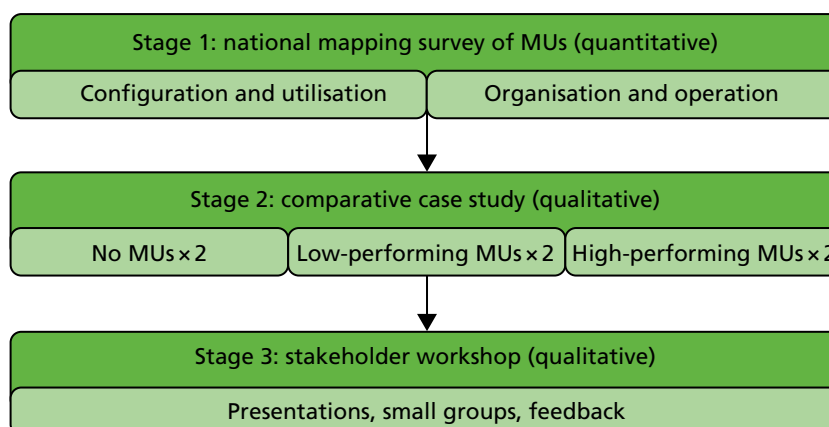 Stage 1: national mapping survey of MUs (quantitative)
Configuration and utilisation
Organisation and operation
Stage 2: comparative case study (qualitative)
No MUs × 2
Low-performing MUs × 2
High-performing MUs × 2
Stage 3: stakeholder workshop (qualitative)
Presentations, small groups, feedback